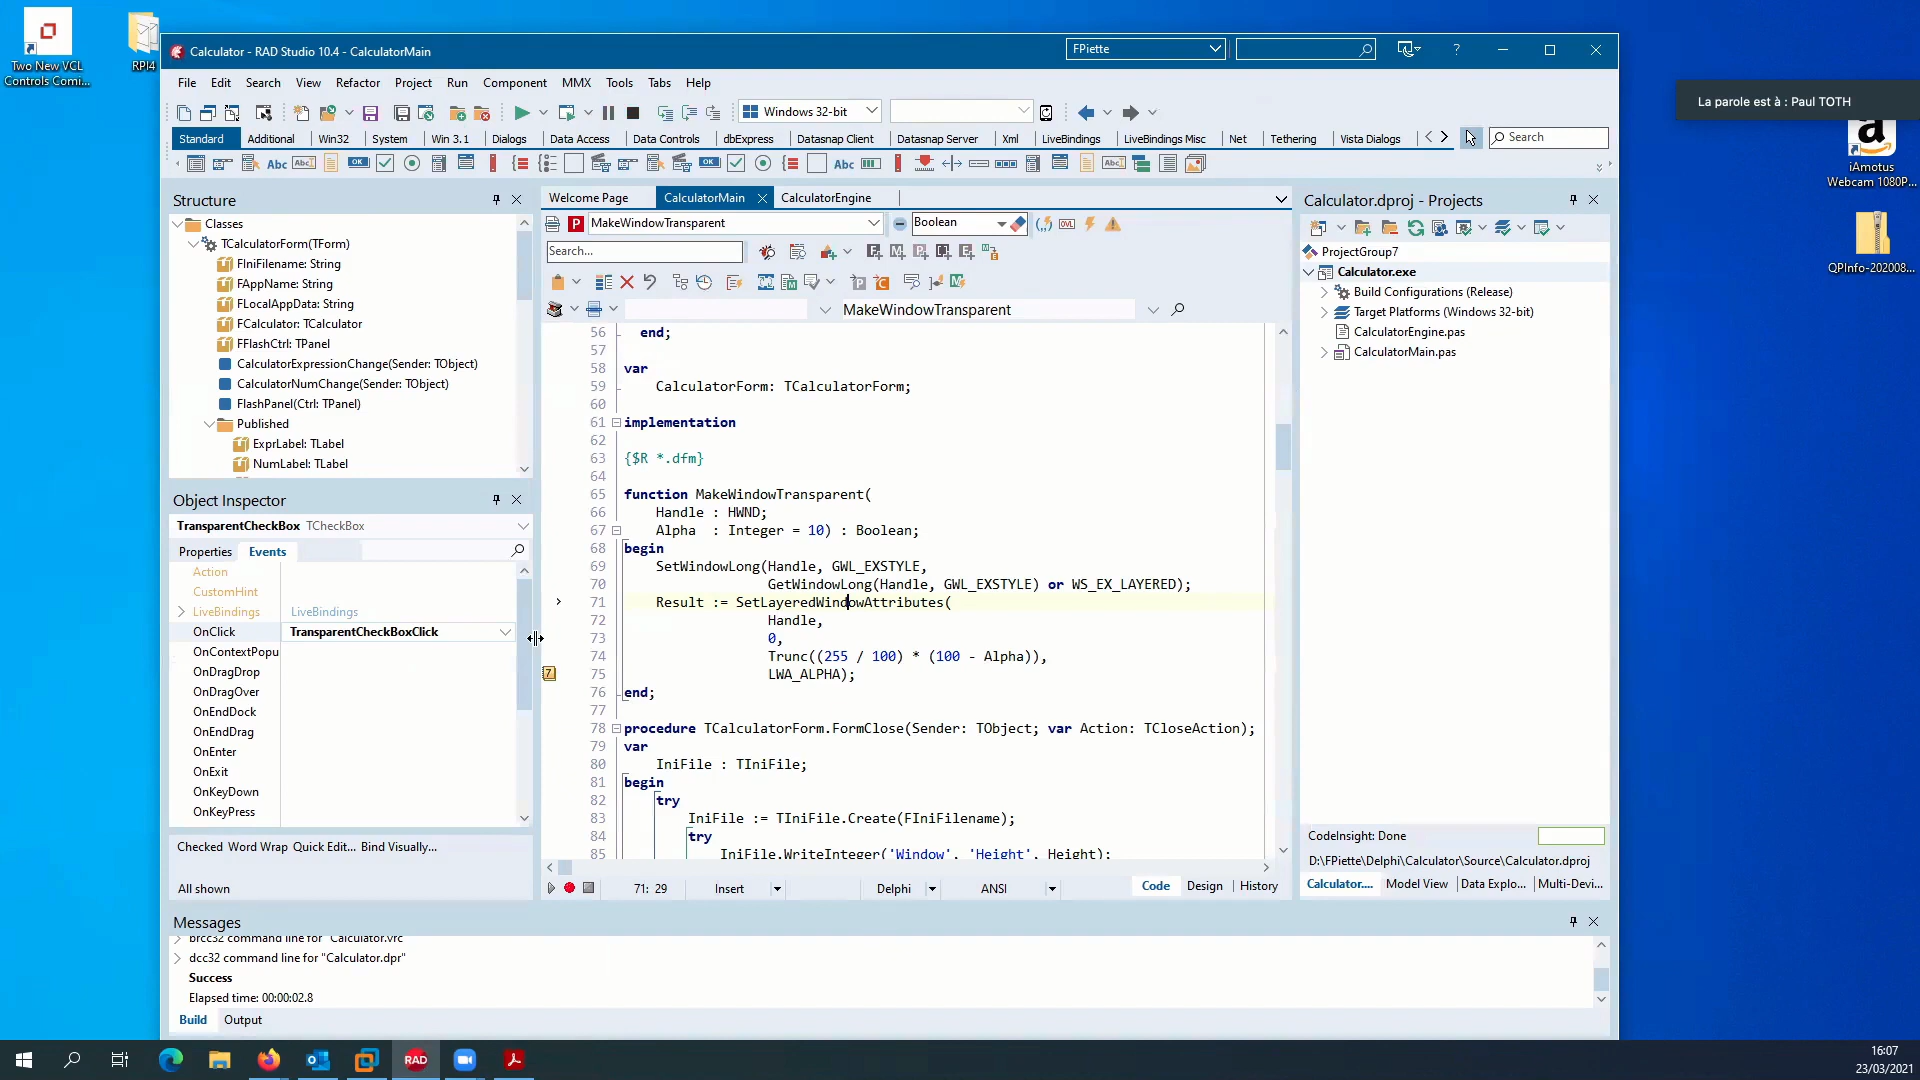 Two New VCL
Controls Comi...
RPI4
Calculator - RAD Studio 10.4 - CalculatorMain
FPiette
?
File Edit Search View Refactor Project Run Component MMX Tools Tabs Help
Windows 32-bit
Standard Additional Win32 System Win 3.1 Dialogs Data Access Data Controls dbExpress Datasnap Client Datasnap Server Xml LiveBindings LiveBindings Misc Net Tethering Vista Dialogs
Search
La parole est à : Paul TOTH
iAmotus
Webcam 1080P...
QPInfo-202008...
Structure
Classes
TCalculatorForm(TForm)
FIniFilename: String
FAppName: String
FLocalAppData: String
FCalculator: TCalculator
FFlashCtrl: TPanel
CalculatorExpressionChange(Sender: TObject)
CalculatorNumChange(Sender: TObject)
FlashPanel(Ctrl: TPanel)
Published
ExprLabel: TLabel
NumLabel: TLabel
Object Inspector
TransparentCheckBox TCheckBox
Properties Events
Action
CustomHint
LiveBindings LiveBindings
OnClick TransparentCheckBoxClick
OnContextPopu
OnDragDrop
OnDragOver
OnEndDock
OnEndDrag
OnEnter
OnExit
OnKeyDown
OnKeyPress
Checked Word Wrap Quick Edit... Bind Visually...
All shown
Welcome Page CalculatorMain CalculatorEngine
MakeWindowTransparent Boolean
Search...
MakeWindowTransparent
56 end;
57
58 var
59 CalculatorForm: TCalculatorForm;
60
61 implementation
62
63 {$R *.dfm}
64
65 function MakeWindowTransparent(
66 Handle : HWND;
67 Alpha : Integer = 10) : Boolean;
68 begin
69 SetWindowLong(Handle, GWL_EXSTYLE,
70 GetWindowLong(Handle, GWL_EXSTYLE) or WS_EX_LAYERED);
71 Result := SetLayeredWindowAttributes(
72 Handle,
73 0,
74 Trunc((255 / 100) * (100 - Alpha)),
75 LWA_ALPHA);
76 end;
77
78 procedure TCalculatorForm.FormClose(Sender: TObject; var Action: TCloseAction);
79 var
80 IniFile : TIniFile;
81 begin
82 try
83 IniFile := TIniFile.Create(FIniFilename);
84 try
85 IniFile.WriteInteger('Window', 'Height', Height);
71: 29 Insert Delphi ANSI Code Design History
Calculator.dproj - Projects
ProjectGroup7
Calculator.exe
Build Configurations (Release)
Target Platforms (Windows 32-bit)
CalculatorEngine.pas
CalculatorMain.pas
CodeInsight: Done
D:\FPiette\Delphi\Calculator\Source\Calculator.dproj
Calculator.... Model View Data Explo... Multi-Devi...
Messages
brcc32 command line for "Calculator.vrc"
dcc32 command line for "Calculator.dpr"
Success
Elapsed time: 00:00:02.8
Build Output
RAD
16:07
23/03/2021